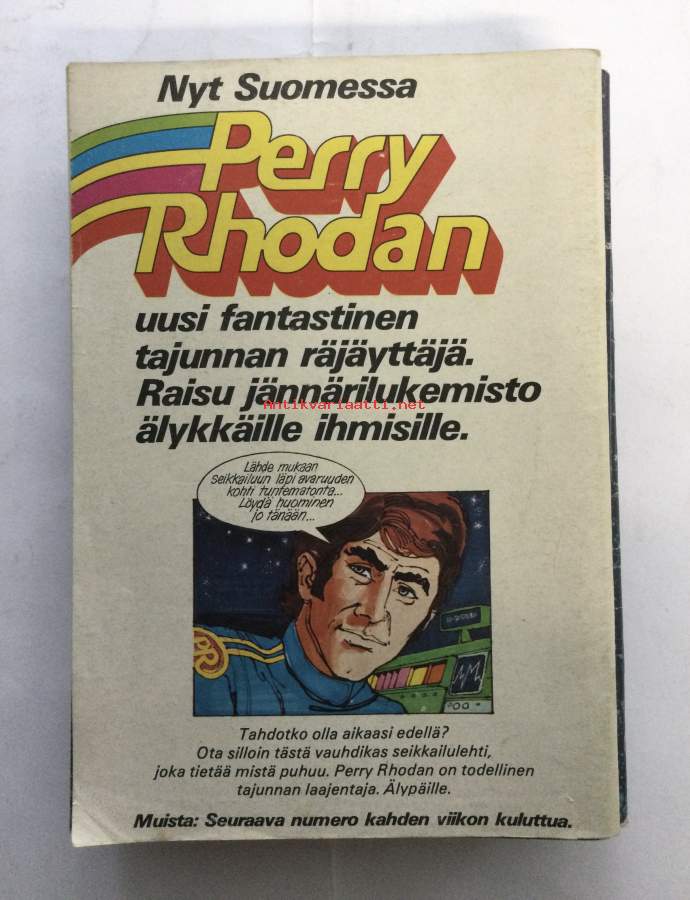 Nyt Suomessa
Perry
Rhodan
uusi fantastinen
tajunnan räjäyttäjä.
Raisu jännärilukemisto
Antikvariaatti.net
älykkäille ihmisille.
Lähde mukaan
seikkailuun läpi avaruuden
kohti tuntematonta...
Löydä huominen
jo tänään...
Tahdotko olla aikaasi edellä?
Ota silloin tästä vauhdikas seikkailulehti,
joka tietää mistä puhuu. Perry Rhodan on todellinen
tajunnan laajentaja. Älypäille.
Muista: Seuraava numero kahden viikon kuluttua.